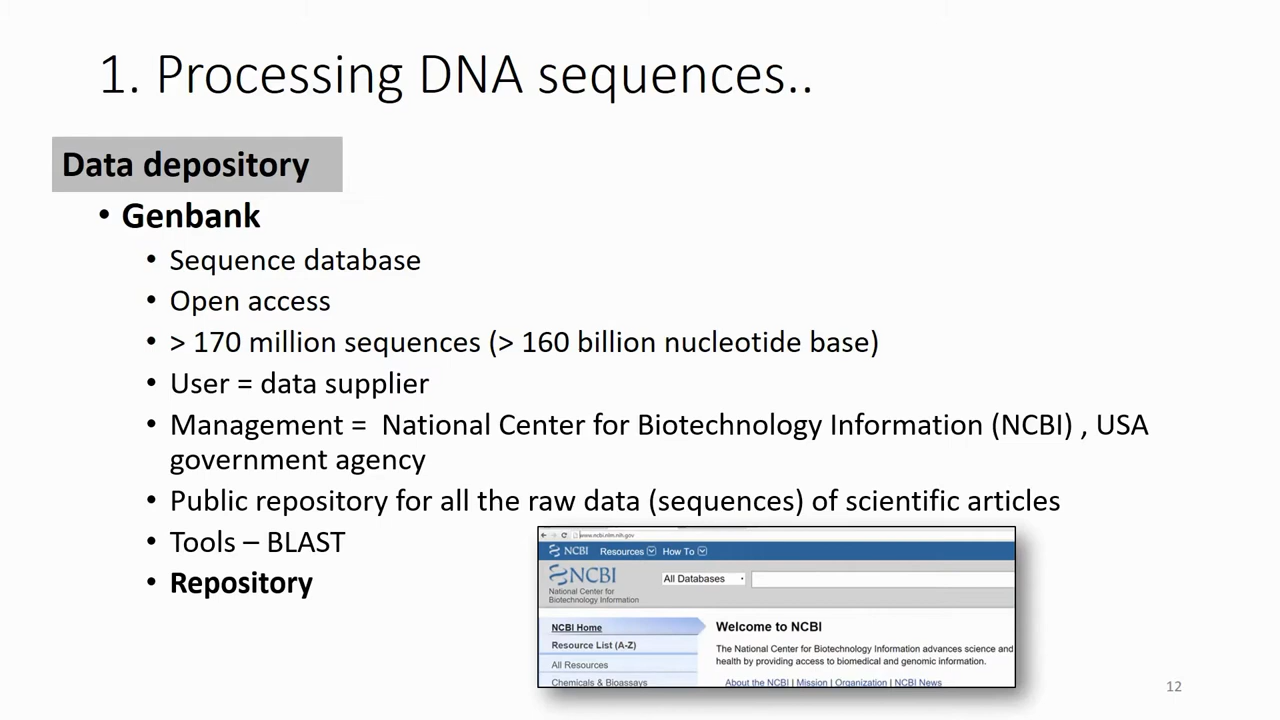 1. Processing DNA sequences..
Data depository
• Genbank
• Sequence database
• Open access
• > 170 million sequences (> 160 billion nucleotide base)
• User = data supplier
• Management = National Center for Biotechnology Information (NCBI) , USA
government agency
• Public repository for all the raw data (sequences) of scientific articles
• Tools – BLAST
• Repository
www.ncbi.nlm.nih.gov
NCBI Resources How To
NCBI
National Center for
Biotechnology Information
All Databases
NCBI Home
Resource List (A-Z)
All Resources
Chemicals & Bioassays
Welcome to NCBI
The National Center for Biotechnology Information advances science and
health by providing access to biomedical and genomic information.
About the NCBI | Mission | Organization | NCBI News
12